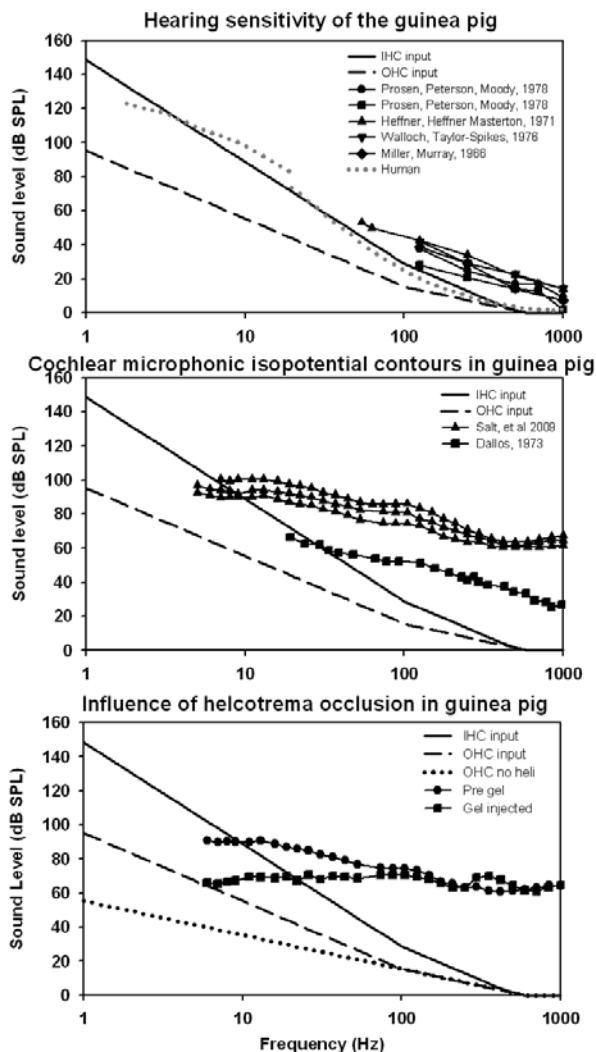 Hearing sensitivity of the guinea pig
160
140
120
100
80
60
40
20
0
Sound level (dB SPL)
IHC input
OHC input
Prosen, Peterson, Moody, 1978
Prosen, Peterson, Moody, 1978
Heffner, Heffner Masterton, 1971
Walloch, Taylor-Spikes, 1976
Miller, Murray, 1966
Human
1 10 100 1000
Cochlear microphonic isopotential contours in guinea pig
160
140
120
100
80
60
40
20
0
Sound level (dB SPL)
IHC input
OHC input
Salt, et al 2009
Dallos, 1973
1 10 100 1000
Influence of helcotrema occlusion in guinea pig
160
140
120
100
80
60
40
20
0
Sound Level (dB SPL)
IHC input
OHC input
OHC no heli
Pre gel
Gel injected
1 10 100 1000
Frequency (Hz)